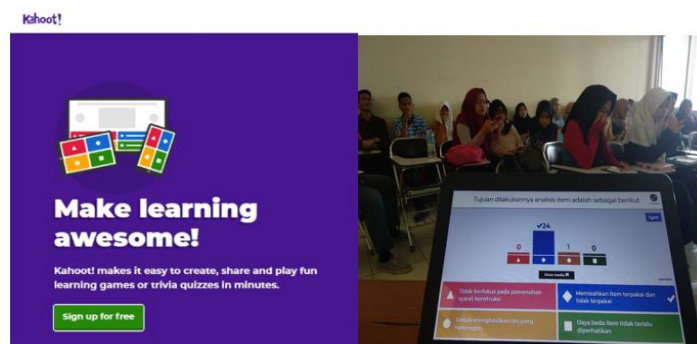 Kahoot!
Make learning
awesome!
Kahoot! makes it easy to create, share and play fun
learning games or trivia quizzes in minutes.
Sign up for free
Tujuan dilakukannya analisis item adalah sebagai berikut
24
0
1
0
Tidak berfokus pada pemenuhan
syarat konstruksi
Memisahkan item terpakai dan
tidak terpakai
Untuk menghasilkan tes yang
Daya beda item tidak terlalu
diperhatikan